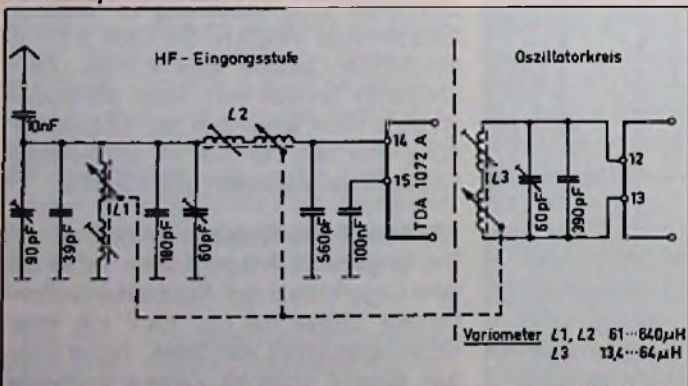 HF - Eingangsstufe
Oszillatorkreis
10nF
L2
14
15
TDA 1072 A
12
13
L3
L1
90pF
39pF
180pF
60pF
560pF
100nF
60pF
390pF
Variometer L1, L2 61···640µH
L3 13,4···64µH